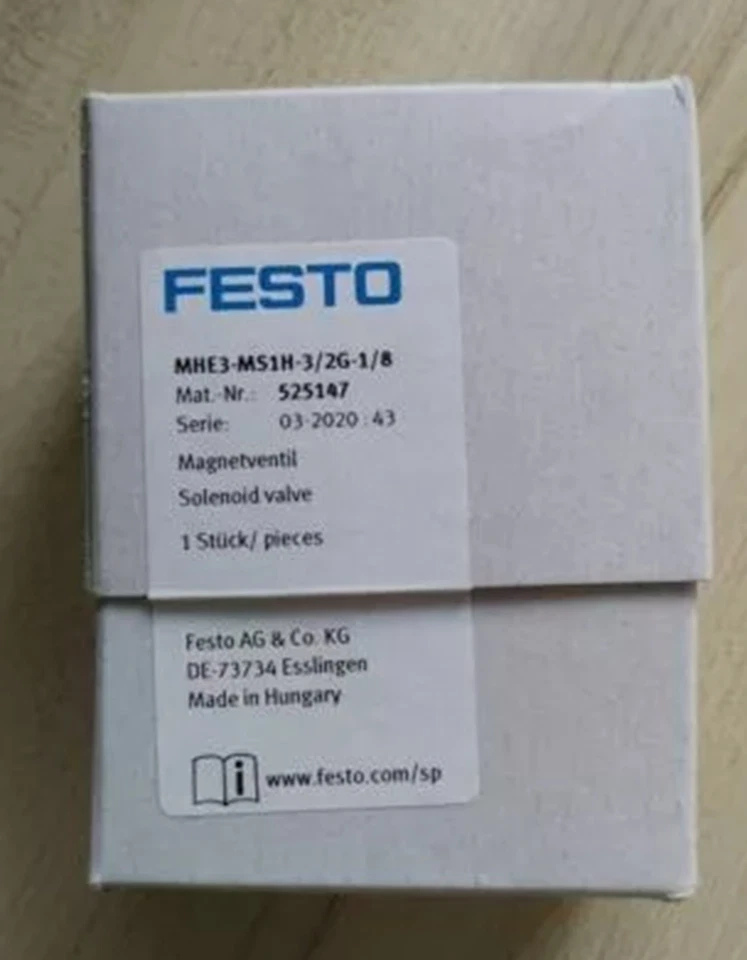 FESTO
MHE3-MS1H-3/2G-1/8
Mat.-Nr.: 525147
Serie: 03-2020 : 43
Magnetventil
Solenoid valve
1 Stück/ pieces
Festo AG & Co. KG
DE-73734 Esslingen
Made in Hungary
i www.festo.com/sp